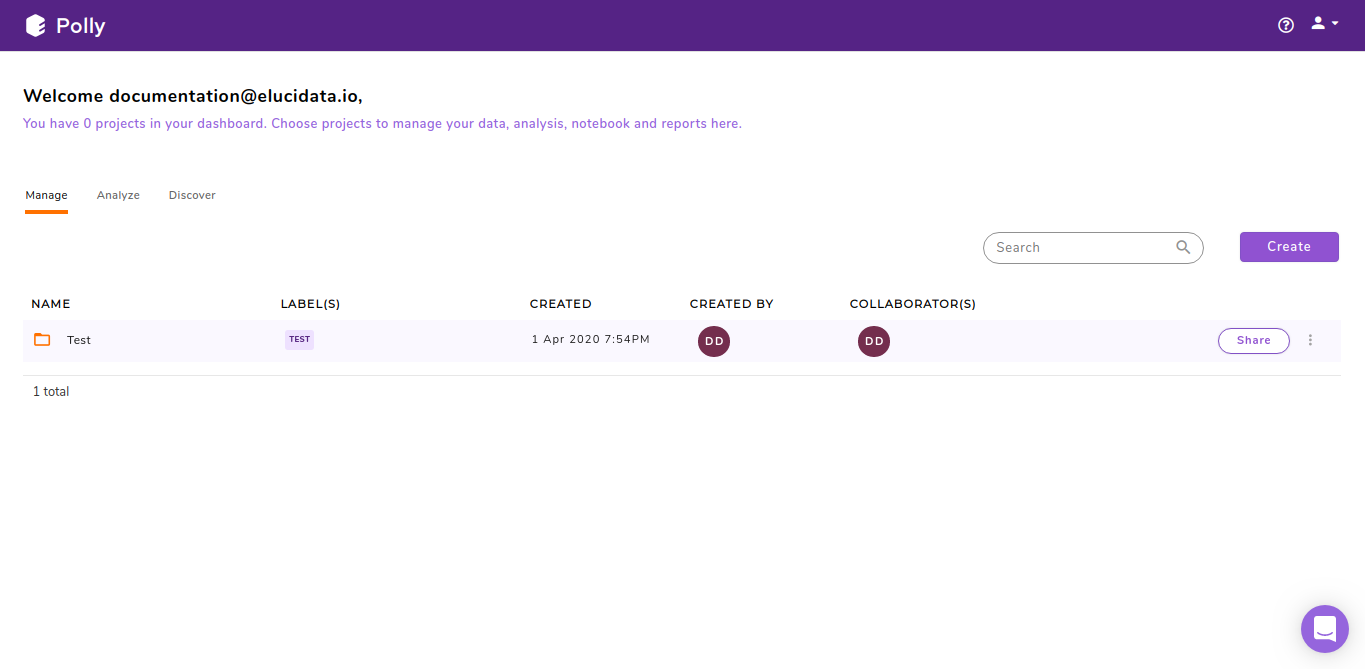 Polly
Welcome documentation@elucidata.io,
You have 0 projects in your dashboard. Choose projects to manage your data, analysis, notebook and reports here.
Manage Analyze Discover
Search Create
NAME LABEL(S) CREATED CREATED BY COLLABORATOR(S)
Test TEST 1 Apr 2020 7:54PM DD DD Share
1 total